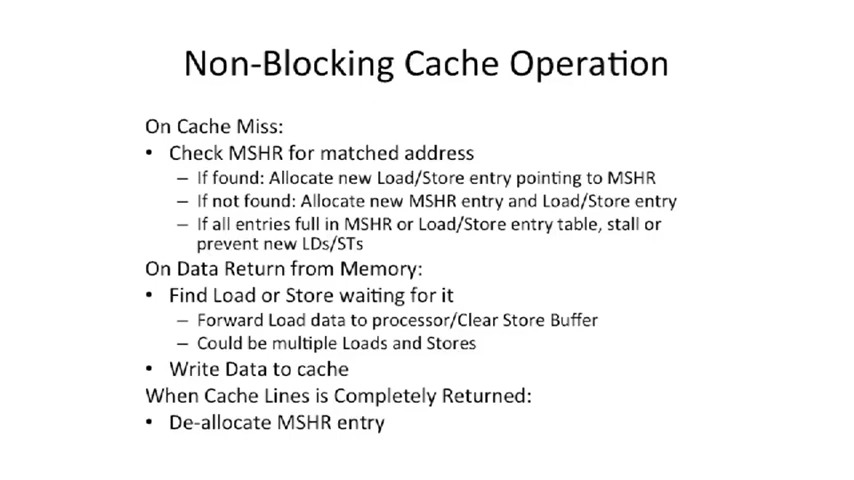 Non-Blocking Cache Operation
On Cache Miss:
• Check MSHR for matched address
– If found: Allocate new Load/Store entry pointing to MSHR
– If not found: Allocate new MSHR entry and Load/Store entry
– If all entries full in MSHR or Load/Store entry table, stall or
prevent new LDs/STs
On Data Return from Memory:
• Find Load or Store waiting for it
– Forward Load data to processor/Clear Store Buffer
– Could be multiple Loads and Stores
• Write Data to cache
When Cache Lines is Completely Returned:
• De-allocate MSHR entry